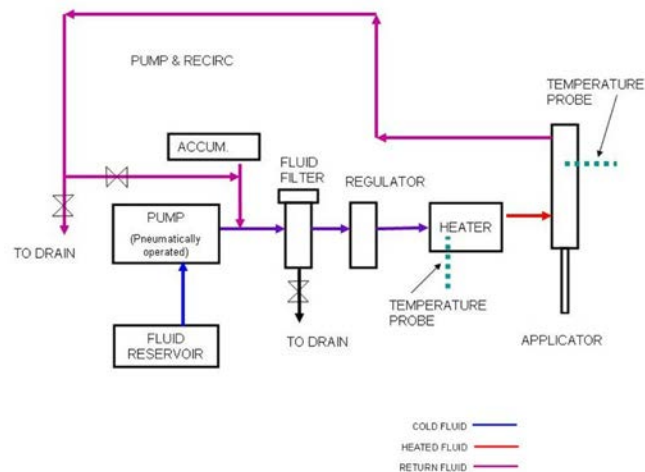 PUMP & RECIRC
TEMPERATURE
PROBE
ACCUM.
FLUID
FILTER
REGULATOR
PUMP
(Pneumatically
operated)
HEATER
TO DRAIN
TEMPERATURE
PROBE
TO DRAIN
FLUID
RESERVOIR
APPLICATOR
COLD FLUID
HEATED FLUID
RETURN FLUID